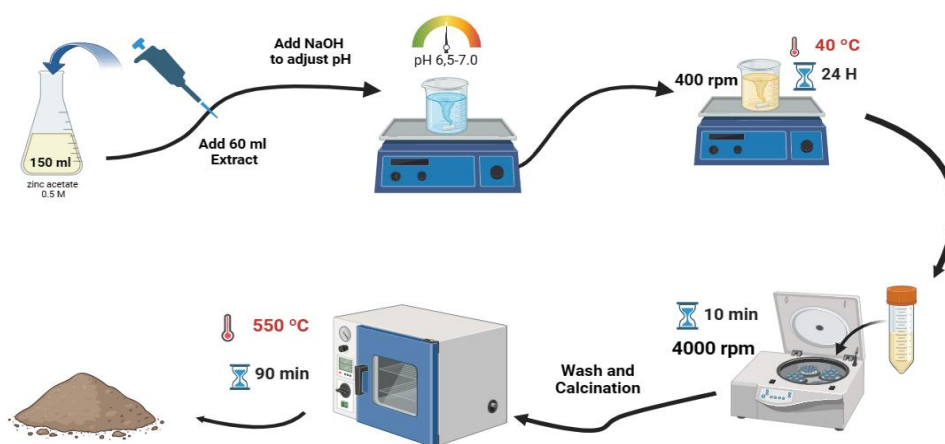 Add NaOH
to adjust pH
pH 6,5-7.0
40 °C
400 rpm
24 H
150 ml
zinc acetate
0.5 M
Add 60 ml
Extract
550 °C
90 min
10 min
4000 rpm
Wash and
Calcination